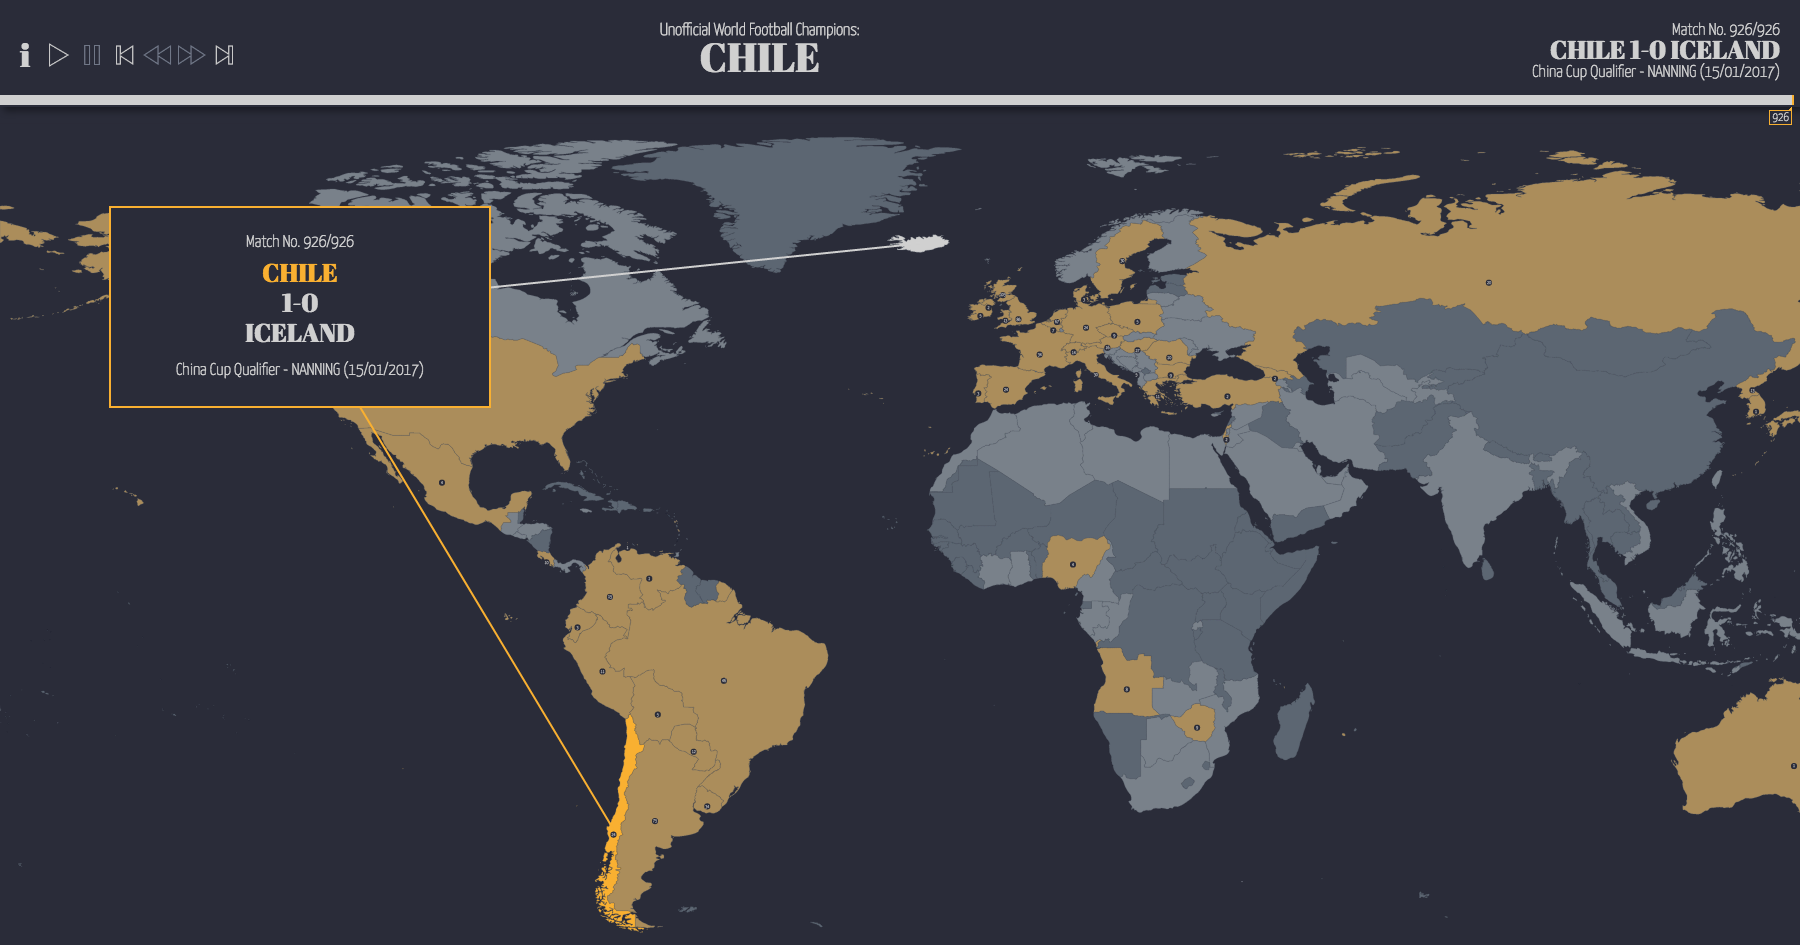 i
Unofficial World Football Champions:
CHILE
Match No. 926/926
CHILE 1-0 ICELAND
China Cup Qualifier - NANNING (15/01/2017)
926
Match No. 926/926
CHILE
1-0
ICELAND
China Cup Qualifier - NANNING (15/01/2017)